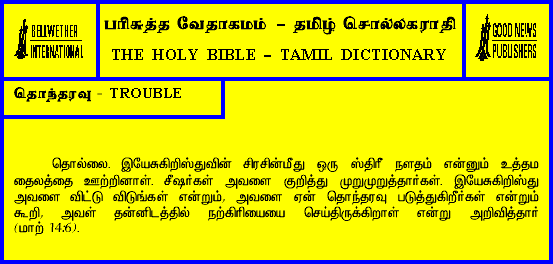 BELLWETHER
INTERNATIONAL
பரிசுத்த வேதாகமம் – தமிழ் சொல்லகராதி
THE HOLY BIBLE – TAMIL DICTIONARY
GOOD NEWS
PUBLISHERS
தொந்தரவு - TROUBLE
தொல்லை. இயேசுகிறிஸ்துவின் சிரசின்மீது ஒரு ஸ்திரீ நளதம் என்னும் உத்தம
தைலத்தை ஊற்றினாள். சீஷர்கள் அவளை குறித்து முறுமுறுத்தார்கள். இயேசுகிறிஸ்து
அவளை விட்டு விடுங்கள் என்றும், அவளை ஏன் தொந்தரவு படுத்துகிறீர்கள் என்றும்
கூறி, அவள் தன்னிடத்தில் நற்கிரியையை செய்திருக்கிறாள் என்று அறிவித்தார்
(மாற் 14:6).